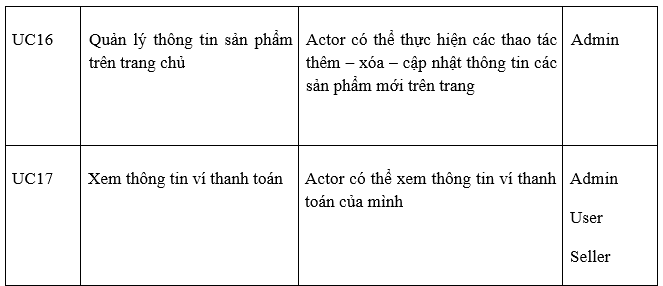 UC16
Quản lý thông tin sản phẩm
trên trang chủ
Actor có thể thực hiện các thao tác
thêm – xóa – cập nhật thông tin các
sản phẩm mới trên trang
Admin
UC17
Xem thông tin ví thanh toán
Actor có thể xem thông tin ví thanh
toán của mình
Admin
User
Seller